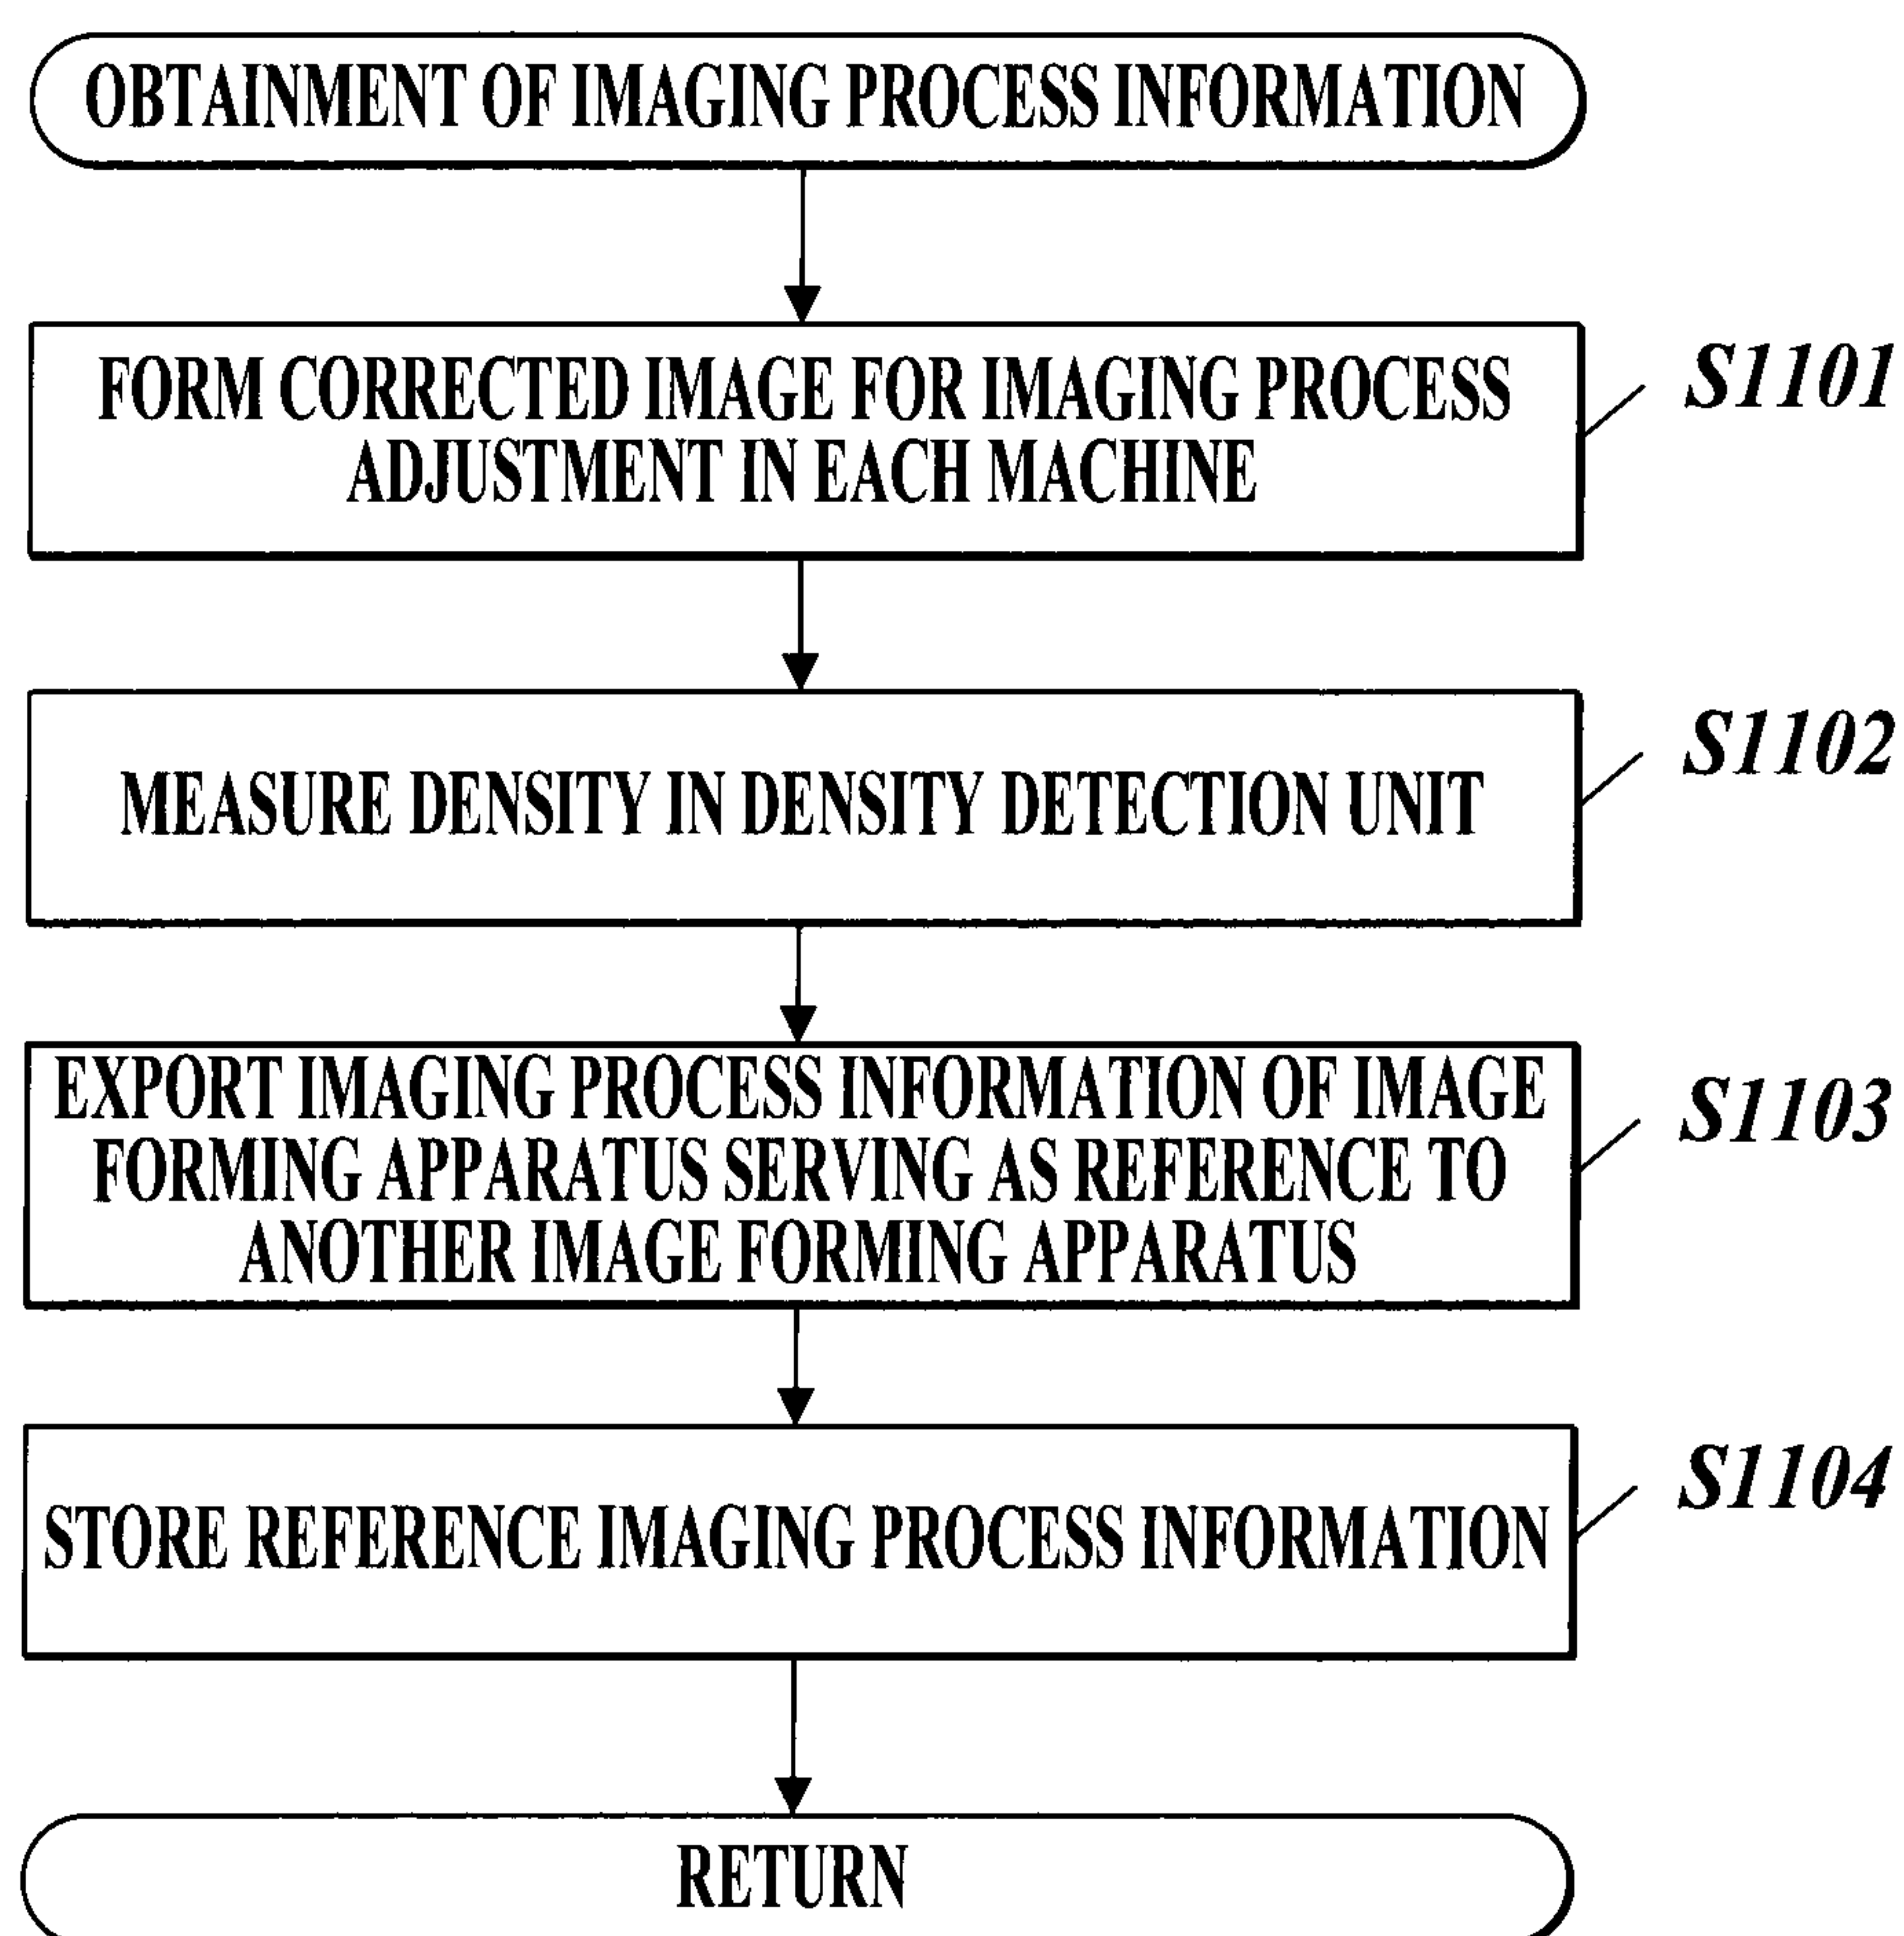 OBTAINMENT OF IMAGING PROCESS INFORMATION
FORM CORRECTED IMAGE FOR IMAGING PROCESS
ADJUSTMENT IN EACH MACHINE
S1101
MEASURE DENSITY IN DENSITY DETECTION UNIT
S1102
EXPORT IMAGING PROCESS INFORMATION OF IMAGE
FORMING APPARATUS SERVING AS REFERENCE TO
ANOTHER IMAGE FORMING APPARATUS
S1103
STORE REFERENCE IMAGING PROCESS INFORMATION
S1104
RETURN